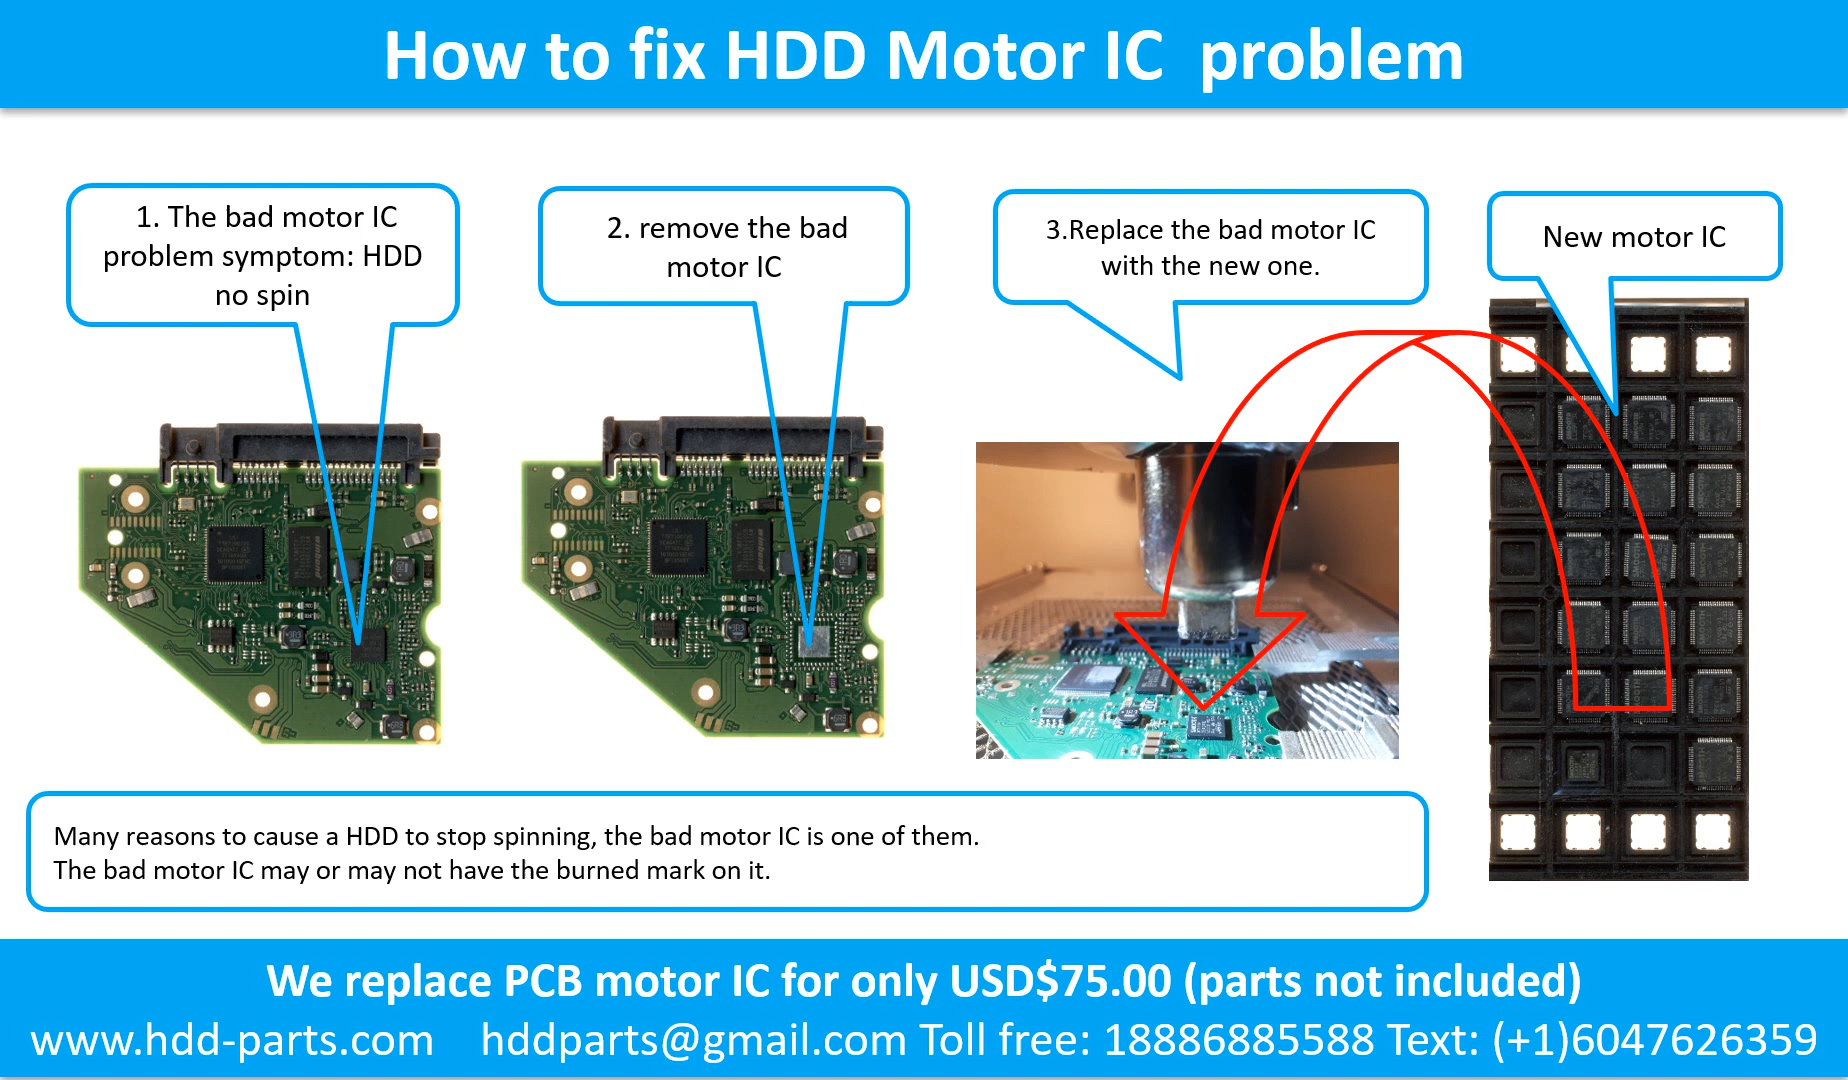 How to fix HDD Motor IC  problem
1. The bad motor IC
problem symptom: HDD
no spin
2. remove the bad
motor IC
3.Replace the bad motor IC
with the new one.
New motor IC
winbond
Many reasons to cause a HDD to stop spinning, the bad motor IC is one of them.
The bad motor IC may or may not have the burned mark on it.
We replace PCB motor IC for only USD$75.00 (parts not included)
www.hdd-parts.com    hddparts@gmail.com Toll free: 18886885588 Text: (+1)6047626359